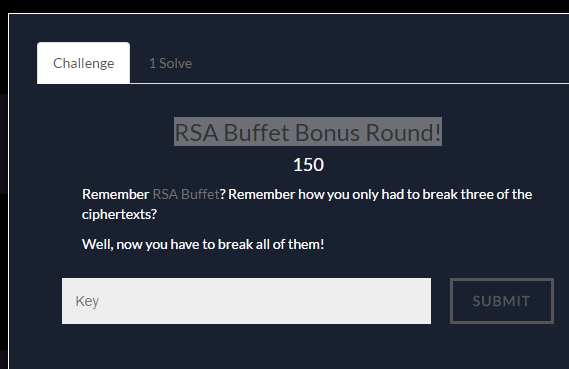 Challenge
1 Solve
RSA Buffet Bonus Round!
150
Remember RSA Buffet? Remember how you only had to break three of the
ciphertexts?
Well, now you have to break all of them!
Key
SUBMIT